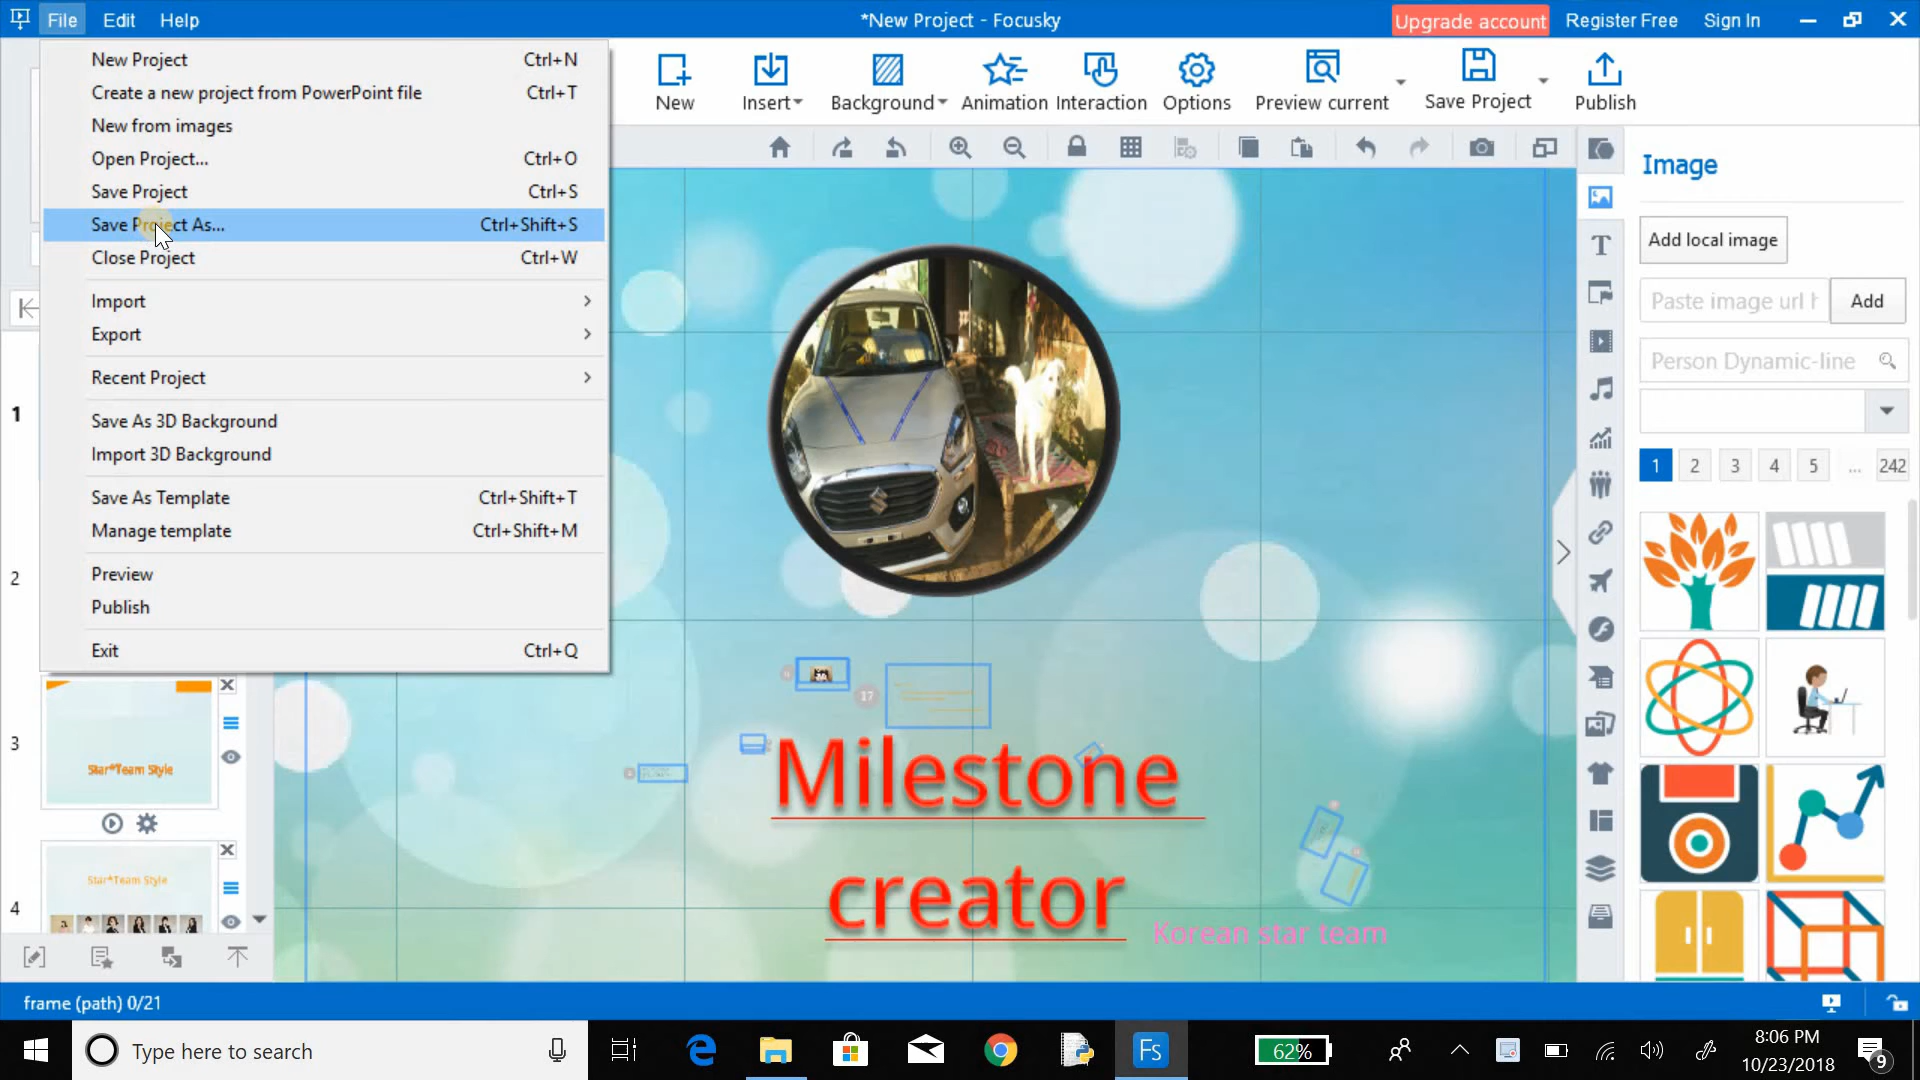 File Edit Help
*New Project - Focusky
Upgrade account Register Free Sign In
New Project Ctrl+N
Create a new project from PowerPoint file Ctrl+T
New from images
Open Project... Ctrl+O
Save Project Ctrl+S
Save Project As... Ctrl+Shift+S
Close Project Ctrl+W
Import
Export
Recent Project
Save As 3D Background
Import 3D Background
Save As Template Ctrl+Shift+T
Manage template Ctrl+Shift+M
Preview
Publish
Exit Ctrl+Q
New Insert Background Animation Interaction Options Preview current Save Project Publish
Image
Add local image
Paste image url h Add
Person Dynamic-line
1 2 3 4 5 ... 242
1
2
3
Star*Team Style
4
Star*Team Style
17
Milestone
creator
Korean star team
frame (path) 0/21
Type here to search
Fs
62%
8:06 PM
10/23/2018
9